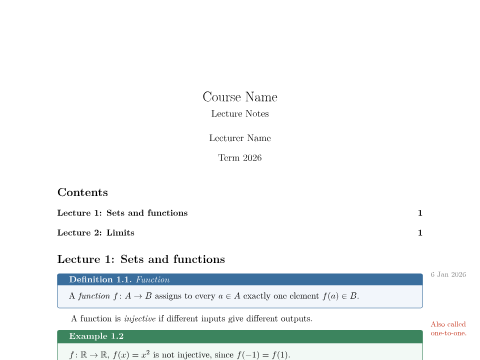 Course Name
Lecture Notes
Lecturer Name
Term 2026
Contents
Lecture 1: Sets and functions 1
Lecture 2: Limits 1
Lecture 1: Sets and functions
6 Jan 2026
Definition 1.1. Function
A function f : A → B assigns to every a ∈ A exactly one element f(a) ∈ B.
A function is injective if different inputs give different outputs.
Also called
one-to-one.
Example 1.2
f : ℝ → ℝ, f(x) = x² is not injective, since f(−1) = f(1).